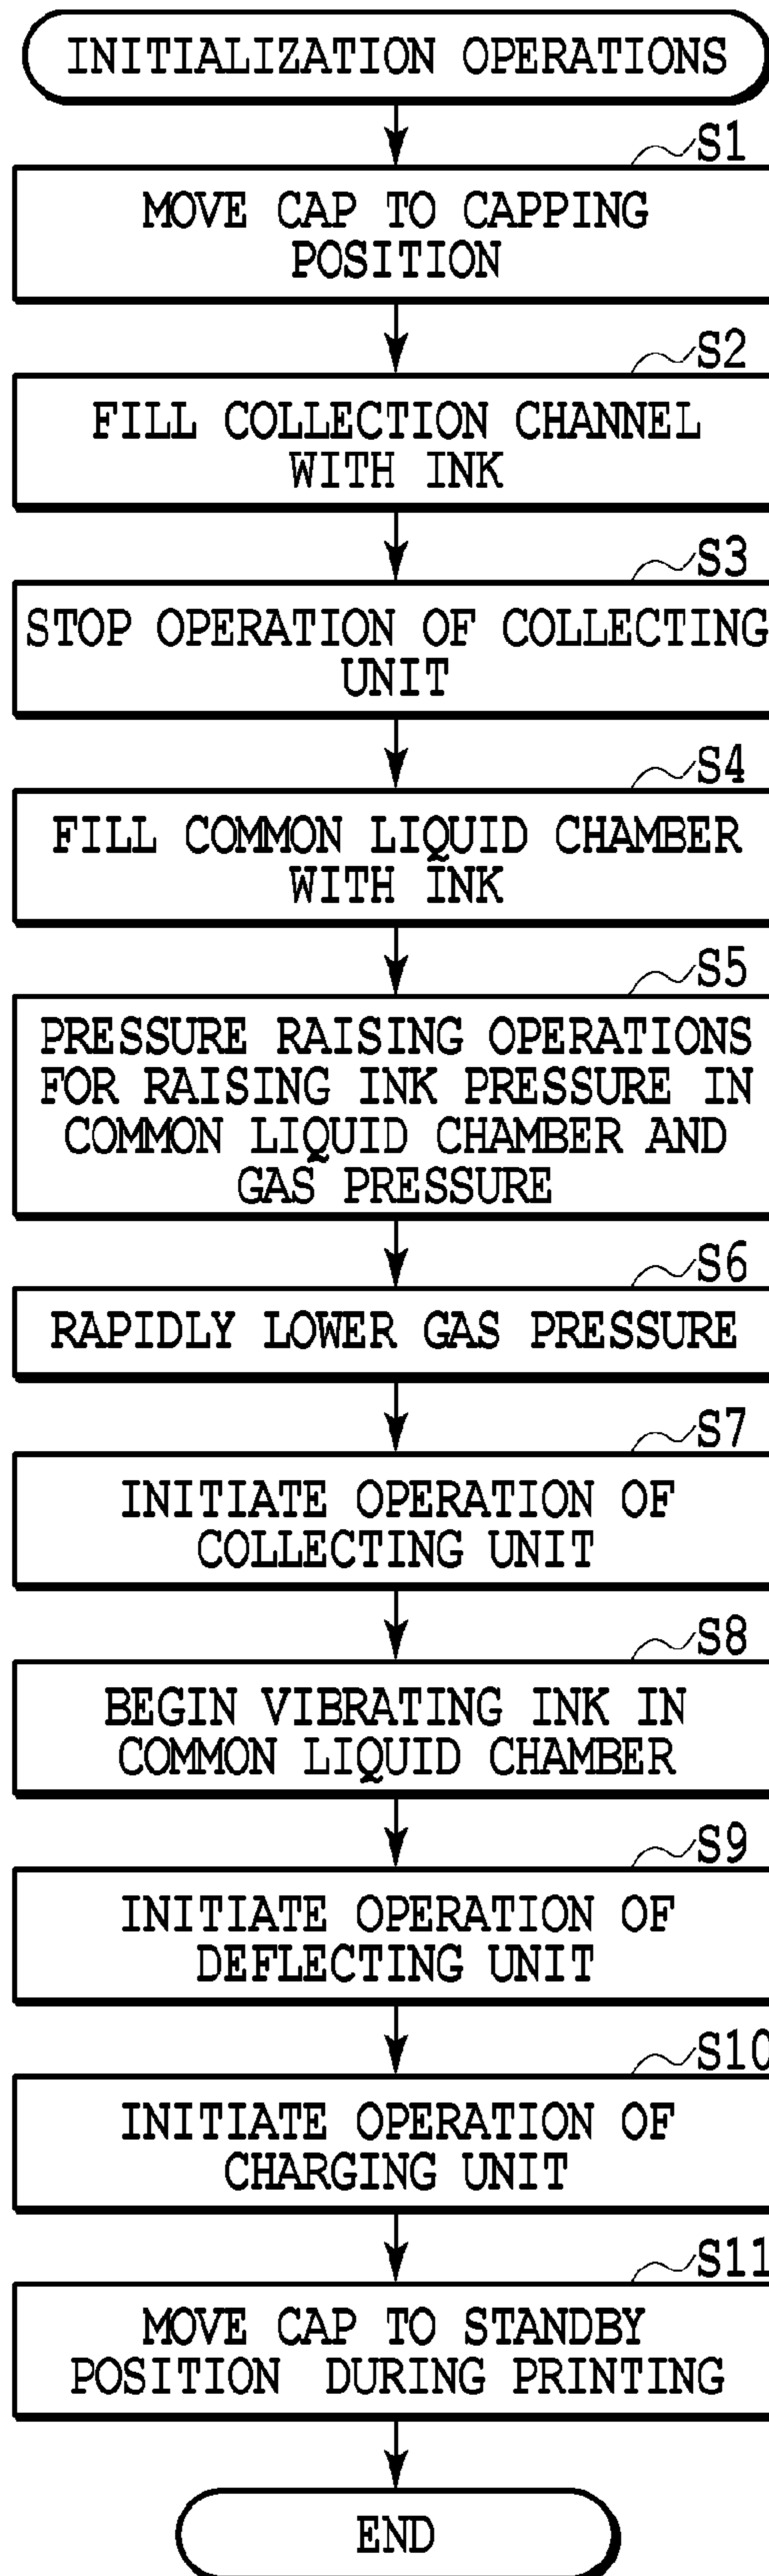 INITIALIZATION OPERATIONS
S1
MOVE CAP TO CAPPING
POSITION
S2
FILL COLLECTION CHANNEL
WITH INK
S3
STOP OPERATION OF COLLECTING
UNIT
S4
FILL COMMON LIQUID CHAMBER
WITH INK
S5
PRESSURE RAISING OPERATIONS
FOR RAISING INK PRESSURE IN
COMMON LIQUID CHAMBER AND
GAS PRESSURE
S6
RAPIDLY LOWER GAS PRESSURE
S7
INITIATE OPERATION OF
COLLECTING UNIT
S8
BEGIN VIBRATING INK IN
COMMON LIQUID CHAMBER
S9
INITIATE OPERATION OF
DEFLECTING UNIT
S10
INITIATE OPERATION OF
CHARGING UNIT
S11
MOVE CAP TO STANDBY
POSITION DURING PRINTING
END